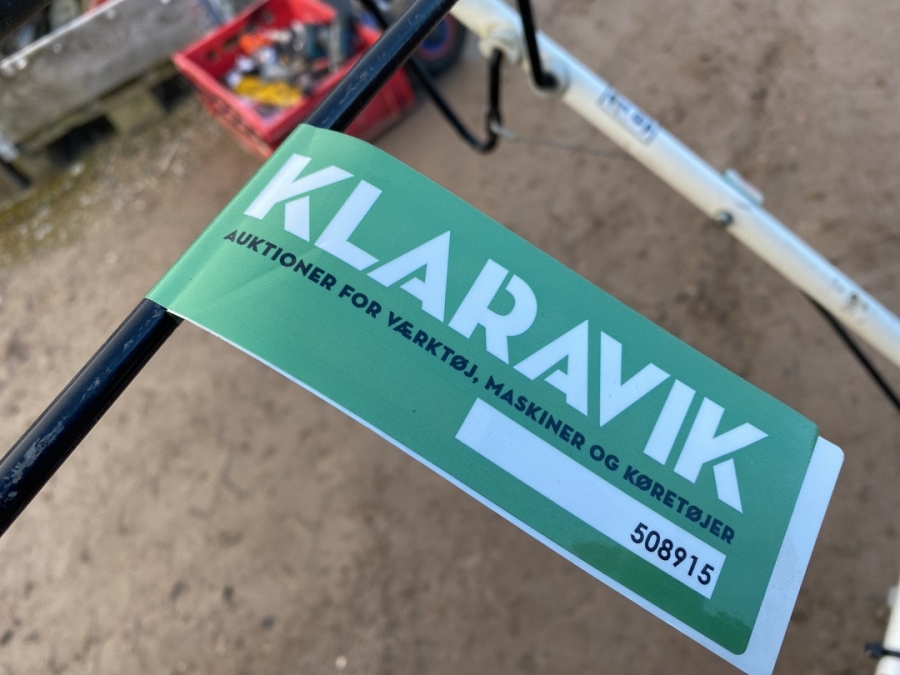 KLARAVIK
AUKTIONER FOR VÆRKTØJ, MASKINER OG KØRETØJER
508915